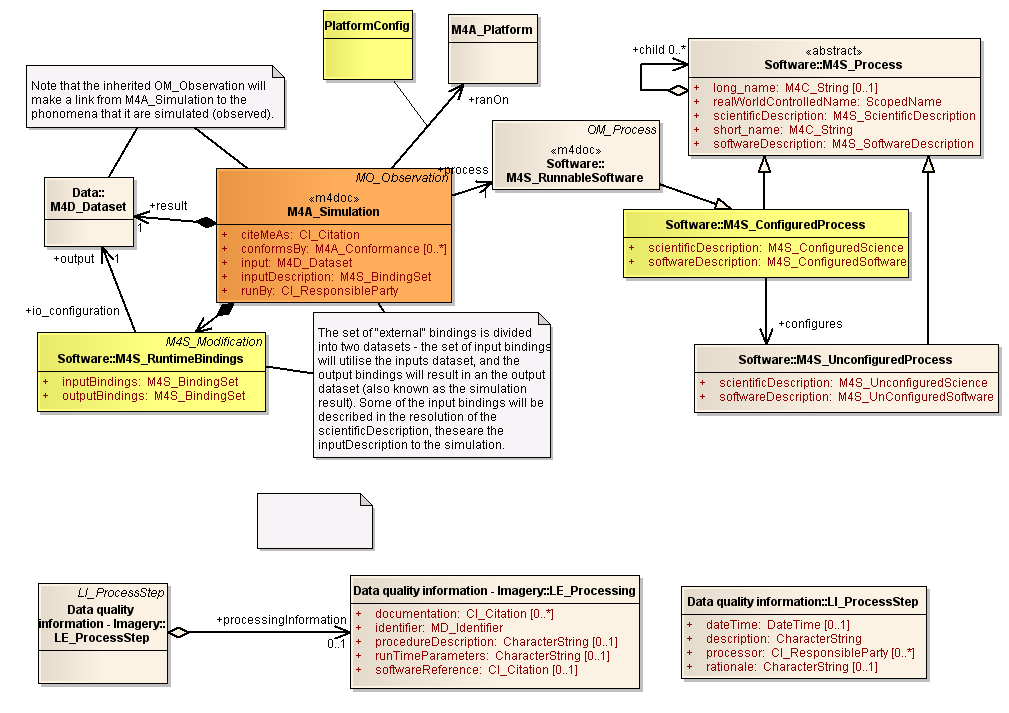 PlatformConfig
M4A_Platform
+ranOn
Note that the inherited OM_Observation will
make a link from M4A_Simulation to the
phonomena that it are simulated (observed).
+child 0..*
«abstract»
Software::M4S_Process
+ long_name: M4C_String [0..1]
+ realWorldControlledName: ScopedName
+ scientificDescription: M4S_ScientificDescription
+ short_name: M4C_String
+ softwareDescription: M4S_SoftwareDescription
OM_Process
«m4doc»
Software::
M4S_RunnableSoftware
+process
1
Data::
M4D_Dataset
+result
1
+output
1
MO_Observation
«m4doc»
M4A_Simulation
+ citeMeAs: CI_Citation
+ conformsBy: M4A_Conformance [0..*]
+ input: M4D_Dataset
+ inputDescription: M4S_BindingSet
+ runBy: CI_ResponsibleParty
Software::M4S_ConfiguredProcess
+ scientificDescription: M4S_ConfiguredScience
+ softwareDescription: M4S_ConfiguredSoftware
+configures
+io_configuration
M4S_Modification
Software::M4S_RuntimeBindings
+ inputBindings: M4S_BindingSet
+ outputBindings: M4S_BindingSet
The set of "external" bindings is divided
into two datasets - the set of input bindings
will utilise the inputs dataset, and the
output bindings will result in an the output
dataset (also known as the simulation
result). Some of the input bindings will be
described in the resolution of the
scientificDescription, theseare the
inputDescription to the simulation.
Software::M4S_UnconfiguredProcess
+ scientificDescription: M4S_UnconfiguredScience
+ softwareDescription: M4S_UnConfiguredSoftware
LI_ProcessStep
Data quality
information - Imagery::
LE_ProcessStep
+processingInformation
0..1
Data quality information - Imagery::LE_Processing
+ documentation: CI_Citation [0..*]
+ identifier: MD_Identifier
+ procedureDescription: CharacterString [0..1]
+ runTimeParameters: CharacterString [0..1]
+ softwareReference: CI_Citation [0..1]
Data quality information::LI_ProcessStep
+ dateTime: DateTime [0..1]
+ description: CharacterString
+ processor: CI_ResponsibleParty [0..*]
+ rationale: CharacterString [0..1]